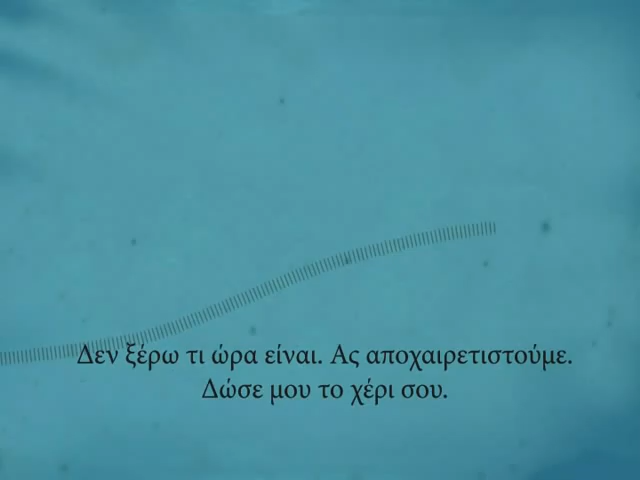 Δεν ξέρω τι ώρα είναι. Ας αποχαιρετιστούμε.
Δώσε μου το χέρι σου.